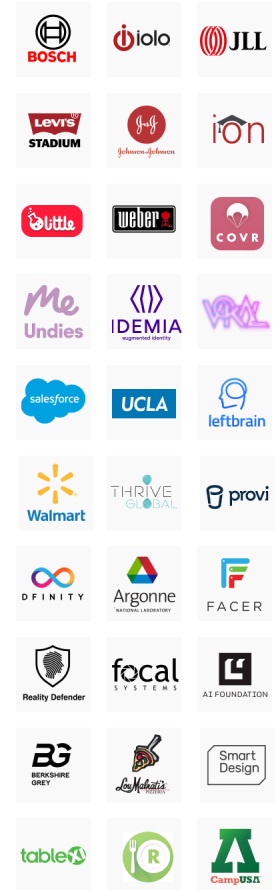 BOSCH
iolo
JLL
LEVI'S
STADIUM
J&J
Johnson & Johnson
ion
little
weber
COVR
Me
Undies
IDEMIA
augmented identity
VIRAL
salesforce
UCLA
leftbrain
Walmart
THRIVE
GLOBAL
provi
DFINITY
Argonne
NATIONAL LABORATORY
FACER
Reality Defender
focal
SYSTEMS
AI FOUNDATION
BG
BERKSHIRE
GREY
Lou Malnati's
PIZZERIA
Smart
Design
tableXI
R
CampUSA